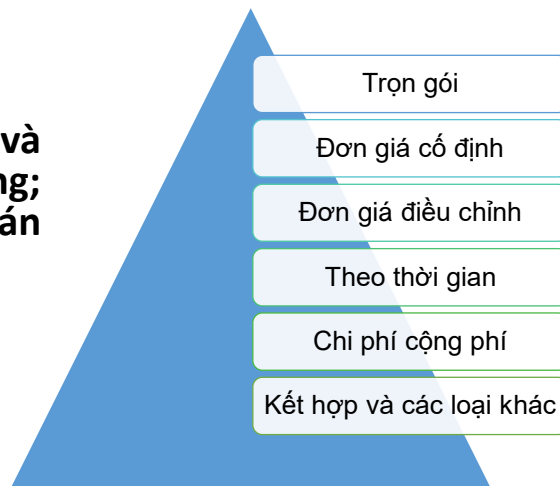 và
án
Trọn gói
Đơn giá cố định
Đơn giá điều chỉnh
Theo thời gian
Chi phí cộng phí
Kết hợp và các loại khác